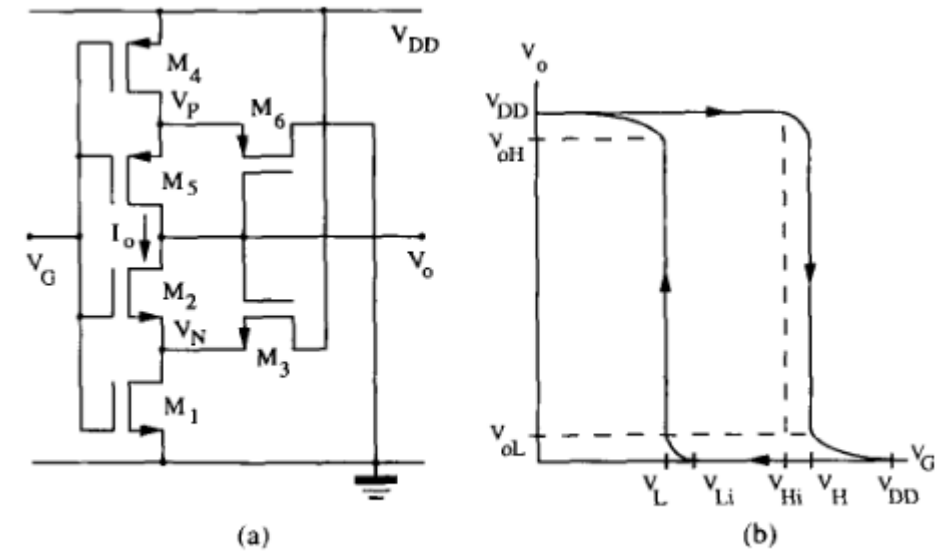 V_DD
M_4
V_P
M_6
M_5
I_o
V_G
V_o
M_2
V_N
M_3
M_1
(a)
V_o
V_DD
V_oH
V_oL
V_G
V_L
V_Li
V_Hi
V_H
V_DD
(b)